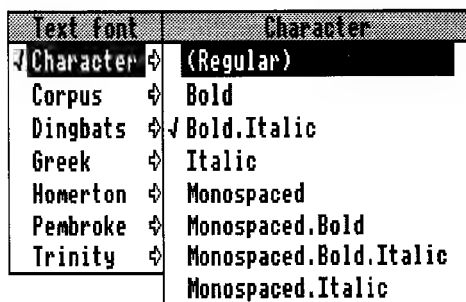 Text font
√ Character ⇨
Corpus ⇨
Dingbats ⇨
Greek ⇨
Homerton ⇨
Pembroke ⇨
Trinity ⇨
Character
(Regular)
Bold
√ Bold.Italic
Italic
Monospaced
Monospaced.Bold
Monospaced.Bold.Italic
Monospaced.Italic